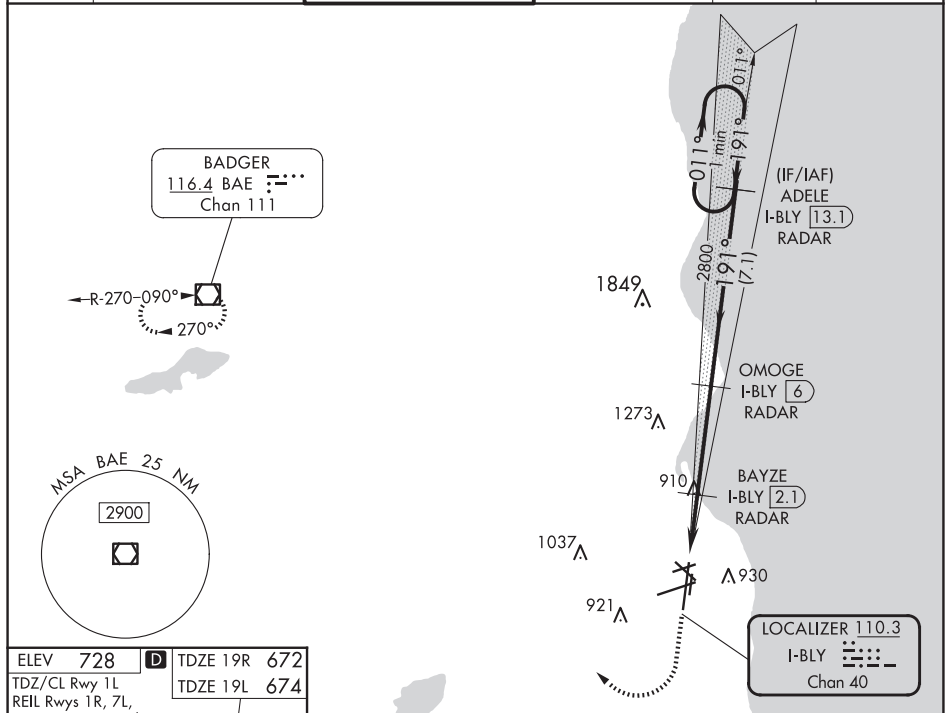 011°
011°
1 min
191°
BADGER
116.4 BAE
Chan 111
(IF/IAF)
ADELE
I-BLY 13.1
RADAR
2800
191°
(7.1)
1849
R-270-090°
270°
OMOGE
I-BLY 6
RADAR
1273
MSA BAE 25 NM
2900
910
BAYZE
I-BLY 2.1
RADAR
1037
930
921
LOCALIZER 110.3
I-BLY
Chan 40
ELEV 728
D
TDZE 19R 672
TDZE 19L 674
TDZ/CL Rwy 1L
REIL Rwys 1R, 7L,